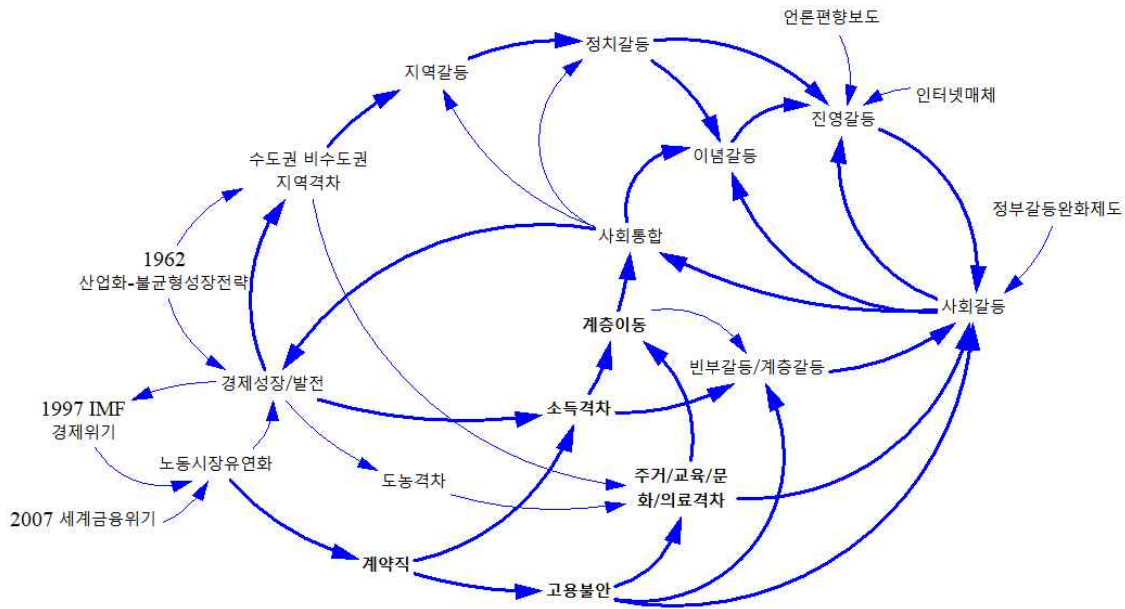 언론편향보도
정치갈등
지역갈등
인터넷매체
진영갈등
이념갈등
수도권 비수도권
지역격차
정부갈등완화제도
사회통합
1962
산업화-불균형성장전략
사회갈등
계층이동
빈부갈등/계층갈등
경제성장/발전
1997 IMF
경제위기
소득격차
노동시장유연화
도농격차
주거/교육/문
화/의료격차
2007 세계금융위기
계약직
고용불안